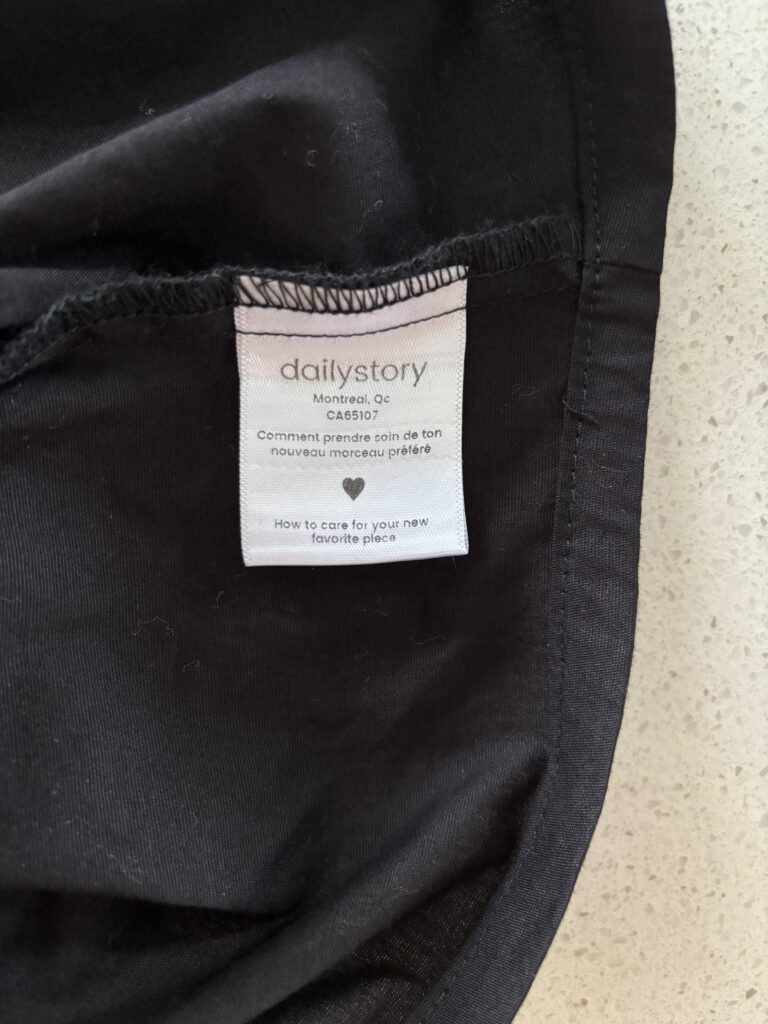 dailystory
Montreal, Qc
CA65107
Comment prendre soin de ton
nouveau morceau préféré
How to care for your new
favorite piece